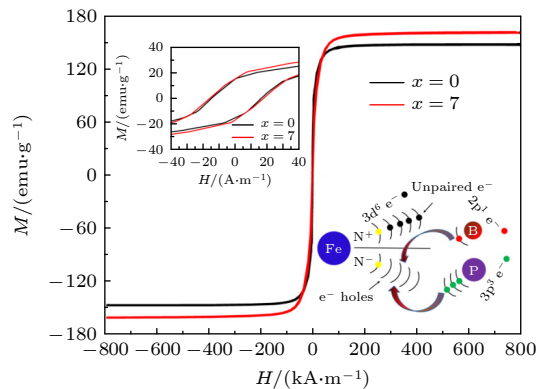 180
120
60
0
−60
−120
−180
M/(emu·g⁻¹)
−800
−600
−400
−200
0
200
400
600
800
H/(kA·m⁻¹)
x = 0
x = 7
40
20
0
−20
−40
M/(emu·g⁻¹)
−40
−20
0
20
40
H/(A·m⁻¹)
x = 0
x = 7
3d⁶ e⁻
Unpaired e⁻
2p¹ e⁻
N⁺
B
Fe
N⁻
P
e⁻ holes
3p³ e⁻